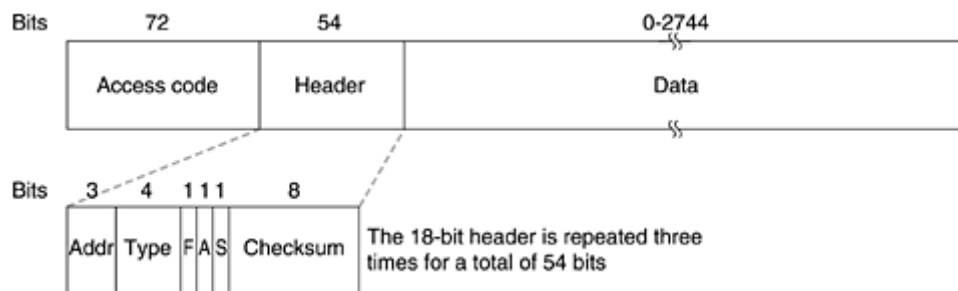 Bits 72 54 0-2744
Access code Header Data
Bits 3 4 1 1 1 8
Addr Type F A S Checksum
The 18-bit header is repeated three
times for a total of 54 bits